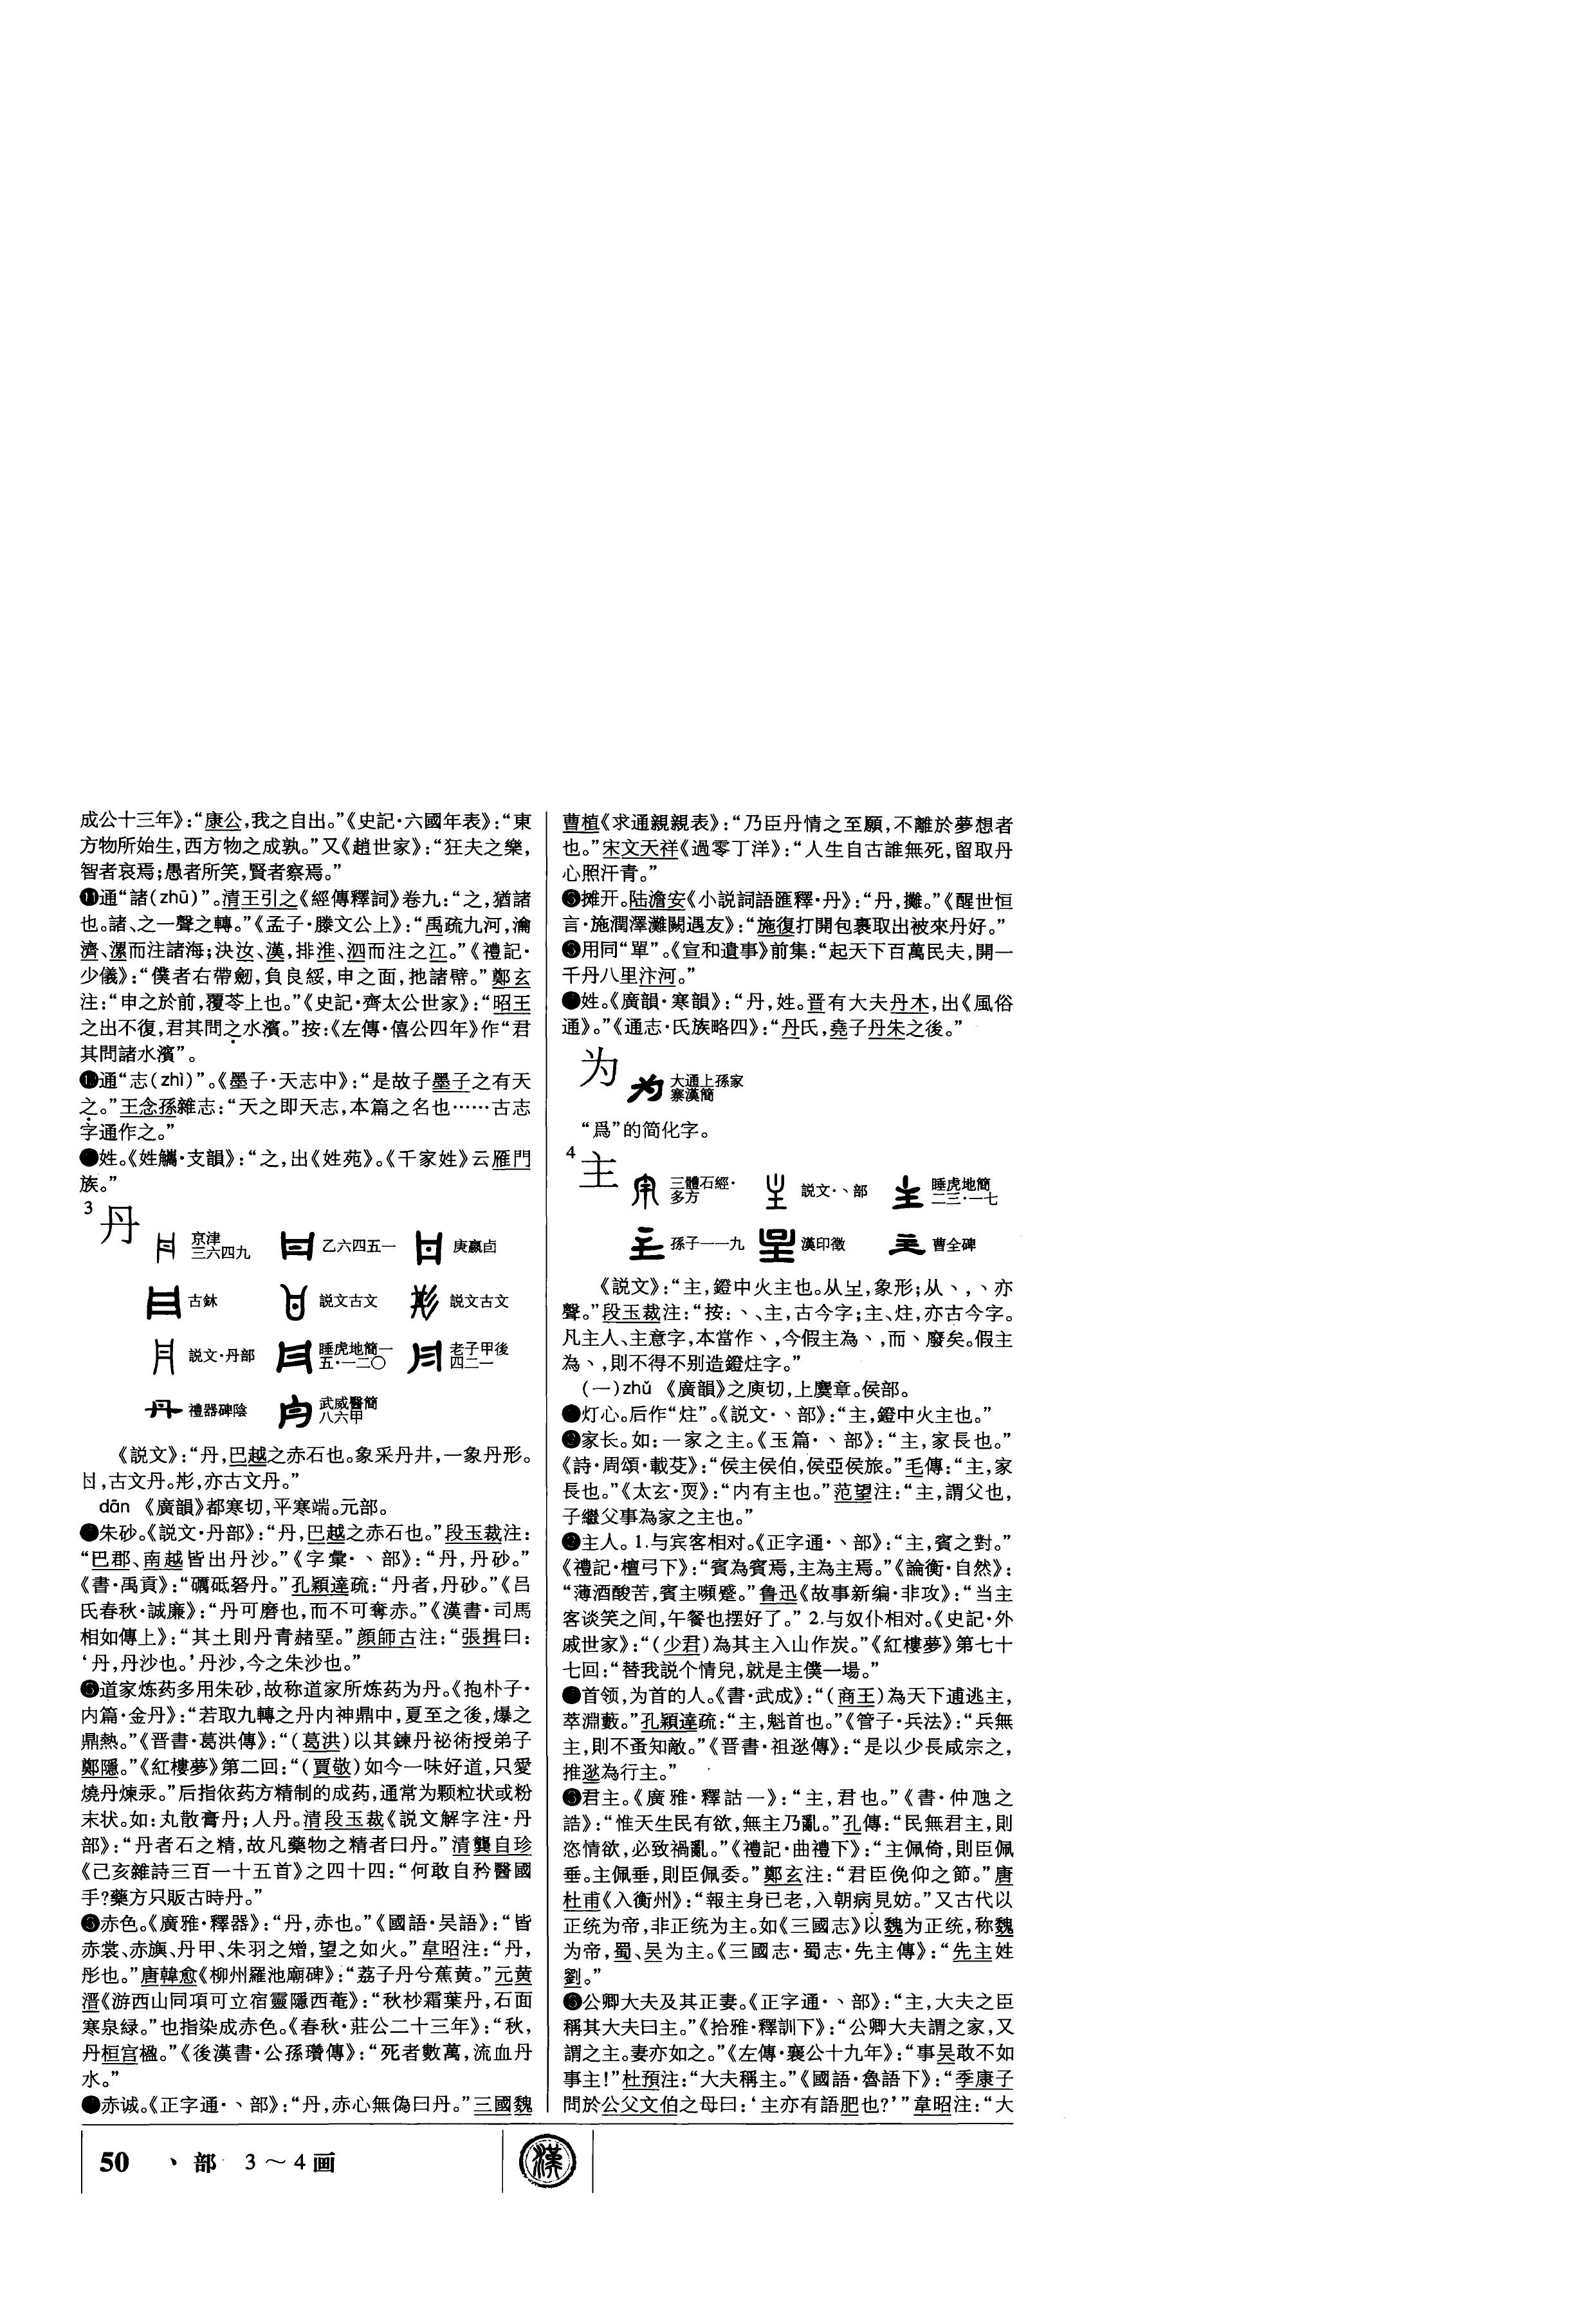 成公十三年》:“康公,我之自出。”《史記·六國年表》:“東
方物所始生,西方物之成孰。”又《趙世家》:“狂夫之樂,
智者哀焉;愚者所笑,賢者察焉。”
⓫通“諸(zhū)”。清王引之《經傳釋詞》卷九:“之,猶諸
也。諸、之一聲之轉。”《孟子·滕文公上》:“禹疏九河,瀹
濟、漯而注諸海;決汝、漢,排淮、泗而注之江。”《禮記·
少儀》:“僕者右帶劒,負良綏,申之面,拖諸幦。”鄭玄
注:“申之於前,覆苓上也。”《史記·齊太公世家》:“昭王
之出不復,君其問之水濱。”按:《左傳·僖公四年》作“君
其問諸水濱”。
通“志(zhì)”。《墨子·天志中》:“是故子墨子之有天
之。”王念孫雜志:“天之即天志,本篇之名也……古志
字通作之。”
●姓。《姓觿·支韻》:“之,出《姓苑》。《千家姓》云雁門
族。”
3 丹
京津三六四九 乙六四五一 庚嬴卣
古鉨 説文古文 説文古文
説文·丹部 睡虎地簡一五·一二〇 老子甲後四二一
禮器碑陰 武威醫簡八六甲
《説文》:“丹,巴越之赤石也。象采丹井,一象丹形。
,古文丹。彤,亦古文丹。”
dān 《廣韻》都寒切,平寒端。元部。
●朱砂。《説文·丹部》:“丹,巴越之赤石也。”段玉裁注:
“巴郡、南越皆出丹沙。”《字彙·丶部》:“丹,丹砂。”
《書·禹貢》:“礪砥砮丹。”孔穎達疏:“丹者,丹砂。”《吕
氏春秋·誠廉》:“丹可磨也,而不可奪赤。”《漢書·司馬
相如傳上》:“其土則丹青赭堊。”顔師古注:“張揖曰:
‘丹,丹沙也。’丹沙,今之朱沙也。”
●道家炼药多用朱砂,故称道家所炼药为丹。《抱朴子·
内篇·金丹》:“若取九轉之丹内神鼎中,夏至之後,爆之
鼎熱。”《晋書·葛洪傳》:“(葛洪)以其鍊丹祕術授弟子
鄭隱。”《紅樓夢》第二回:“(賈敬)如今一味好道,只愛
燒丹煉汞。”后指依药方精制的成药,通常为颗粒状或粉
末状。如:丸散膏丹;人丹。清段玉裁《説文解字注·丹
部》:“丹者石之精,故凡藥物之精者曰丹。”清龔自珍
《己亥雜詩三百一十五首》之四十四:“何敢自矜醫國
手?藥方只販古時丹。”
●赤色。《廣雅·釋器》:“丹,赤也。”《國語·吴語》:“皆
赤裳、赤旟、丹甲、朱羽之矰,望之如火。”韋昭注:“丹,
彤也。”唐韓愈《柳州羅池廟碑》:“荔子丹兮蕉黄。”元黄
溍《游西山同項可立宿靈隱西菴》:“秋杪霜葉丹,石面
寒泉緑。”也指染成赤色。《春秋·莊公二十三年》:“秋,
丹桓宫楹。”《後漢書·公孫瓚傳》:“死者數萬,流血丹
水。”
●赤诚。《正字通·丶部》:“丹,赤心無偽曰丹。”三國魏
曹植《求通親親表》:“乃臣丹情之至願,不離於夢想者
也。”宋文天祥《過零丁洋》:“人生自古誰無死,留取丹
心照汗青。”
●摊开。陆澹安《小説詞語匯釋·丹》:“丹,攤。”《醒世恒
言·施潤澤灘闕遇友》:“施復打開包裹取出被來丹好。”
●用同“單”。《宣和遺事》前集:“起天下百萬民夫,開一
千丹八里汴河。”
●姓。《廣韻·寒韻》:“丹,姓。晋有大夫丹木,出《風俗
通》。”《通志·氏族略四》:“丹氏,堯子丹朱之後。”
为 大通上孫家寨漢簡
“爲”的简化字。
4 主
三體石經·多方 説文·丶部 睡虎地簡二三·一七
孫子一一九 漢印徵 曹全碑
《説文》:“主,鐙中火主也。从,象形;从丶,丶亦
聲。”段玉裁注:“按:丶、主,古今字;主、炷,亦古今字。
凡主人、主意字,本當作丶,今假主為丶,而丶廢矣。假主
為丶,則不得不别造鐙炷字。”
(一)zhǔ 《廣韻》之庾切,上麌章。侯部。
●灯心。后作“炷”。《説文·丶部》:“主,鐙中火主也。”
●家长。如:一家之主。《玉篇·丶部》:“主,家長也。”
《詩·周頌·載芟》:“侯主侯伯,侯亞侯旅。”毛傳:“主,家
長也。”《太玄·耎》:“内有主也。”范望注:“主,謂父也,
子繼父事為家之主也。”
●主人。1.与宾客相对。《正字通·丶部》:“主,賓之對。”
《禮記·檀弓下》:“賓為賓焉,主為主焉。”《論衡·自然》:
“薄酒酸苦,賓主嚬蹙。”鲁迅《故事新编·非攻》:“当主
客谈笑之间,午餐也摆好了。”2.与奴仆相对。《史記·外
戚世家》:“(少君)為其主入山作炭。”《紅樓夢》第七十
七回:“替我説个情兒,就是主僕一場。”
●首领,为首的人。《書·武成》:“(商王)為天下逋逃主,
萃淵藪。”孔穎達疏:“主,魁首也。”《管子·兵法》:“兵無
主,則不蚤知敵。”《晋書·祖逖傳》:“是以少長咸宗之,
推逖為行主。”
●君主。《廣雅·釋詁一》:“主,君也。”《書·仲虺之
誥》:“惟天生民有欲,無主乃亂。”孔傳:“民無君主,則
恣情欲,必致禍亂。”《禮記·曲禮下》:“主佩倚,則臣佩
垂。主佩垂,則臣佩委。”鄭玄注:“君臣俛仰之節。”唐
杜甫《入衡州》:“報主身已老,入朝病見妨。”又古代以
正统为帝,非正统为主。如《三國志》以魏为正统,称魏
为帝,蜀、吴为主。《三國志·蜀志·先主傳》:“先主姓
劉。”
●公卿大夫及其正妻。《正字通·丶部》:“主,大夫之臣
稱其大夫曰主。”《拾雅·釋訓下》:“公卿大夫謂之家,又
謂之主。妻亦如之。”《左傳·襄公十九年》:“事吴敢不如
事主!”杜預注:“大夫稱主。”《國語·魯語下》:“季康子
問於公父文伯之母曰:‘主亦有語肥也?’”韋昭注:“大
50 丶部 3～4画
漢